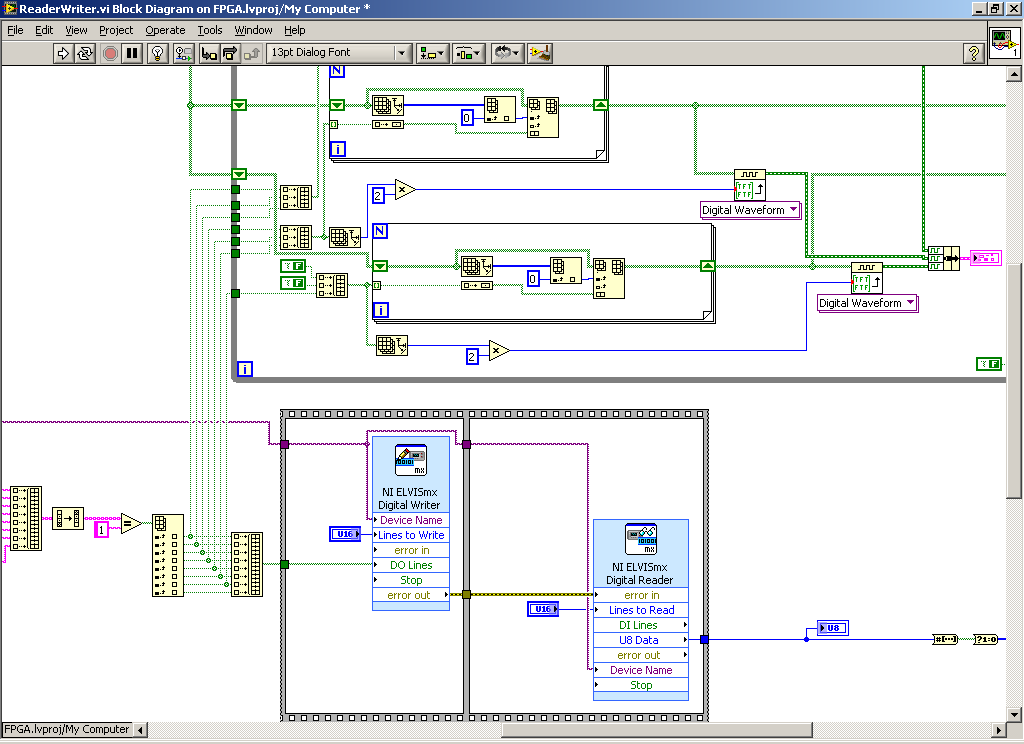 ReaderWriter.vi Block Diagram on FPGA.lvproj/My Computer *
File Edit View Project Operate Tools Window Help
13pt Dialog Font
?
1
N
0
i
2
Digital Waveform
N
F
F
0
i
Digital Waveform
2
i
F
NI ELVISmx
Digital Writer
Device Name
U16
Lines to Write
error in
DO Lines
Stop
error out
1
=
NI ELVISmx
Digital Reader
error in
U16
Lines to Read
DI Lines
U8 Data
error out
Device Name
Stop
U8
#[...]
?1:0
FPGA.lvproj/My Computer